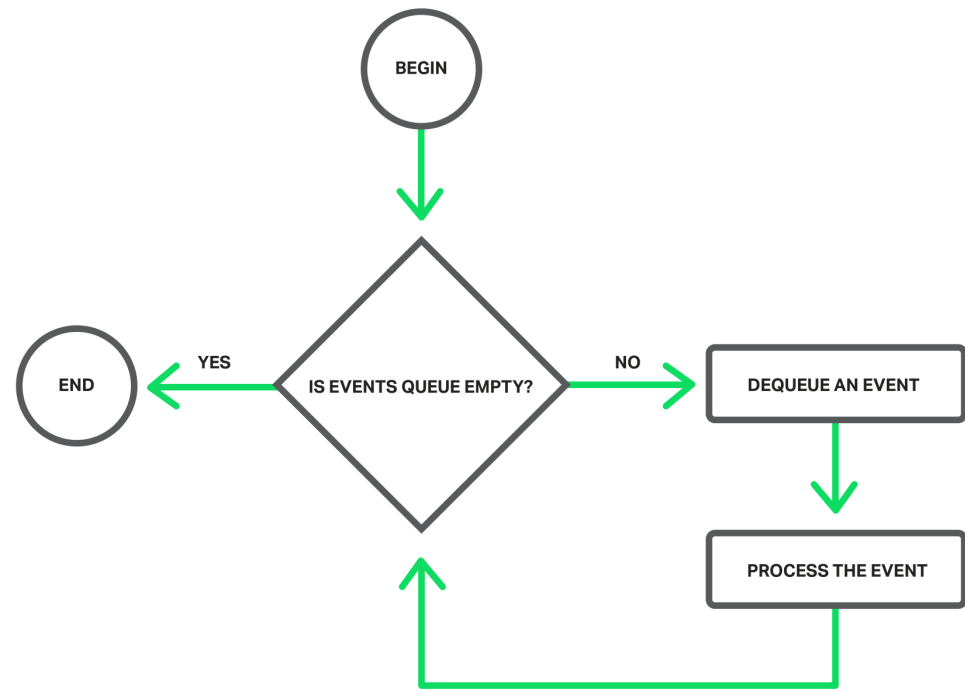 BEGIN
YES
NO
END
IS EVENTS QUEUE EMPTY?
DEQUEUE AN EVENT
PROCESS THE EVENT